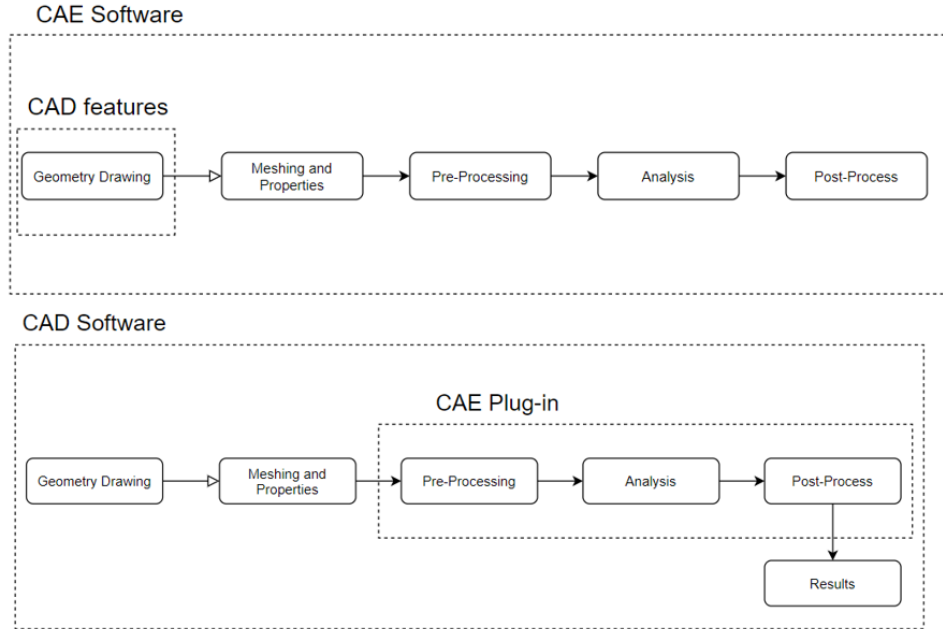 CAE Software
CAD features
Geometry Drawing
Meshing and
Properties
Pre-Processing
Analysis
Post-Process
CAD Software
CAE Plug-in
Geometry Drawing
Meshing and
Properties
Pre-Processing
Analysis
Post-Process
Results